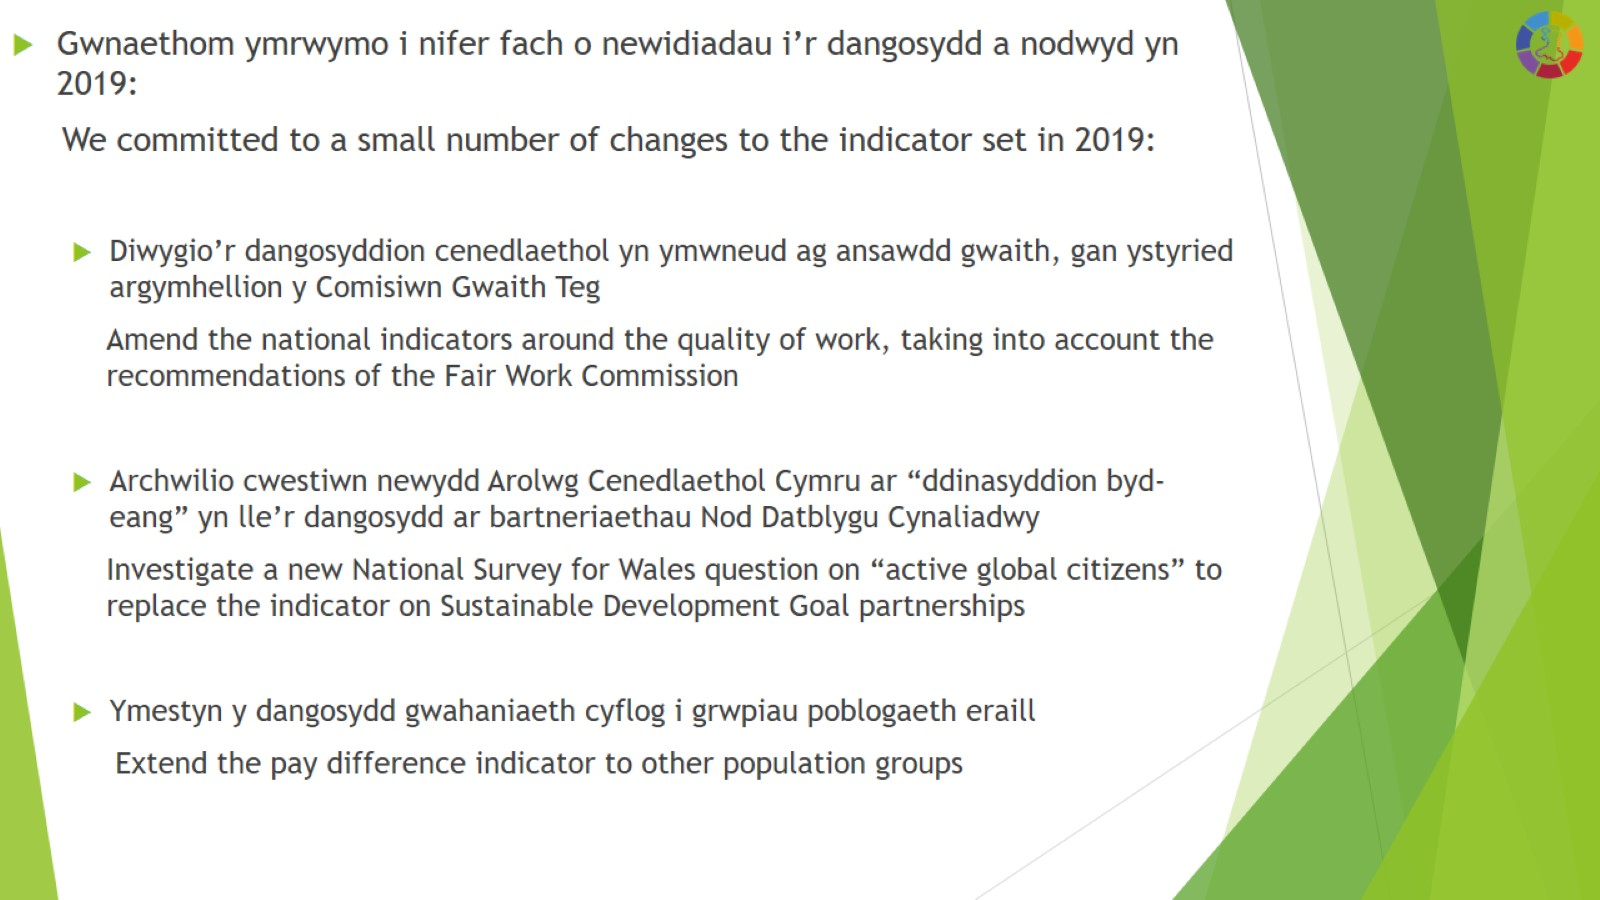 Gwnaethom ymrwymo i nifer fach o newidiadau i’r dangosydd a nodwyd yn
2019:
We committed to a small number of changes to the indicator set in 2019:
Diwygio’r dangosyddion cenedlaethol yn ymwneud ag ansawdd gwaith, gan ystyried
argymhellion y Comisiwn Gwaith Teg
Amend the national indicators around the quality of work, taking into account the
recommendations of the Fair Work Commission
Archwilio cwestiwn newydd Arolwg Cenedlaethol Cymru ar “ddinasyddion byd-
eang” yn lle’r dangosydd ar bartneriaethau Nod Datblygu Cynaliadwy
Investigate a new National Survey for Wales question on “active global citizens” to
replace the indicator on Sustainable Development Goal partnerships
Ymestyn y dangosydd gwahaniaeth cyflog i grwpiau poblogaeth eraill
Extend the pay difference indicator to other population groups